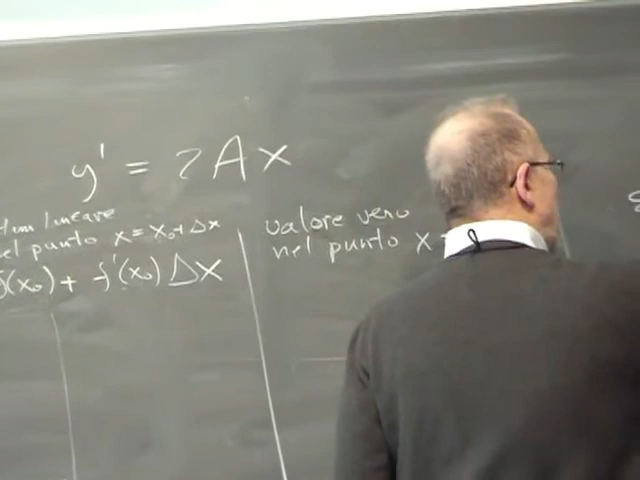 y' = 2Ax
lineare
nel punto x = x₀ + Δx
f(x₀) + f'(x₀) Δx
valore vero
nel punto x